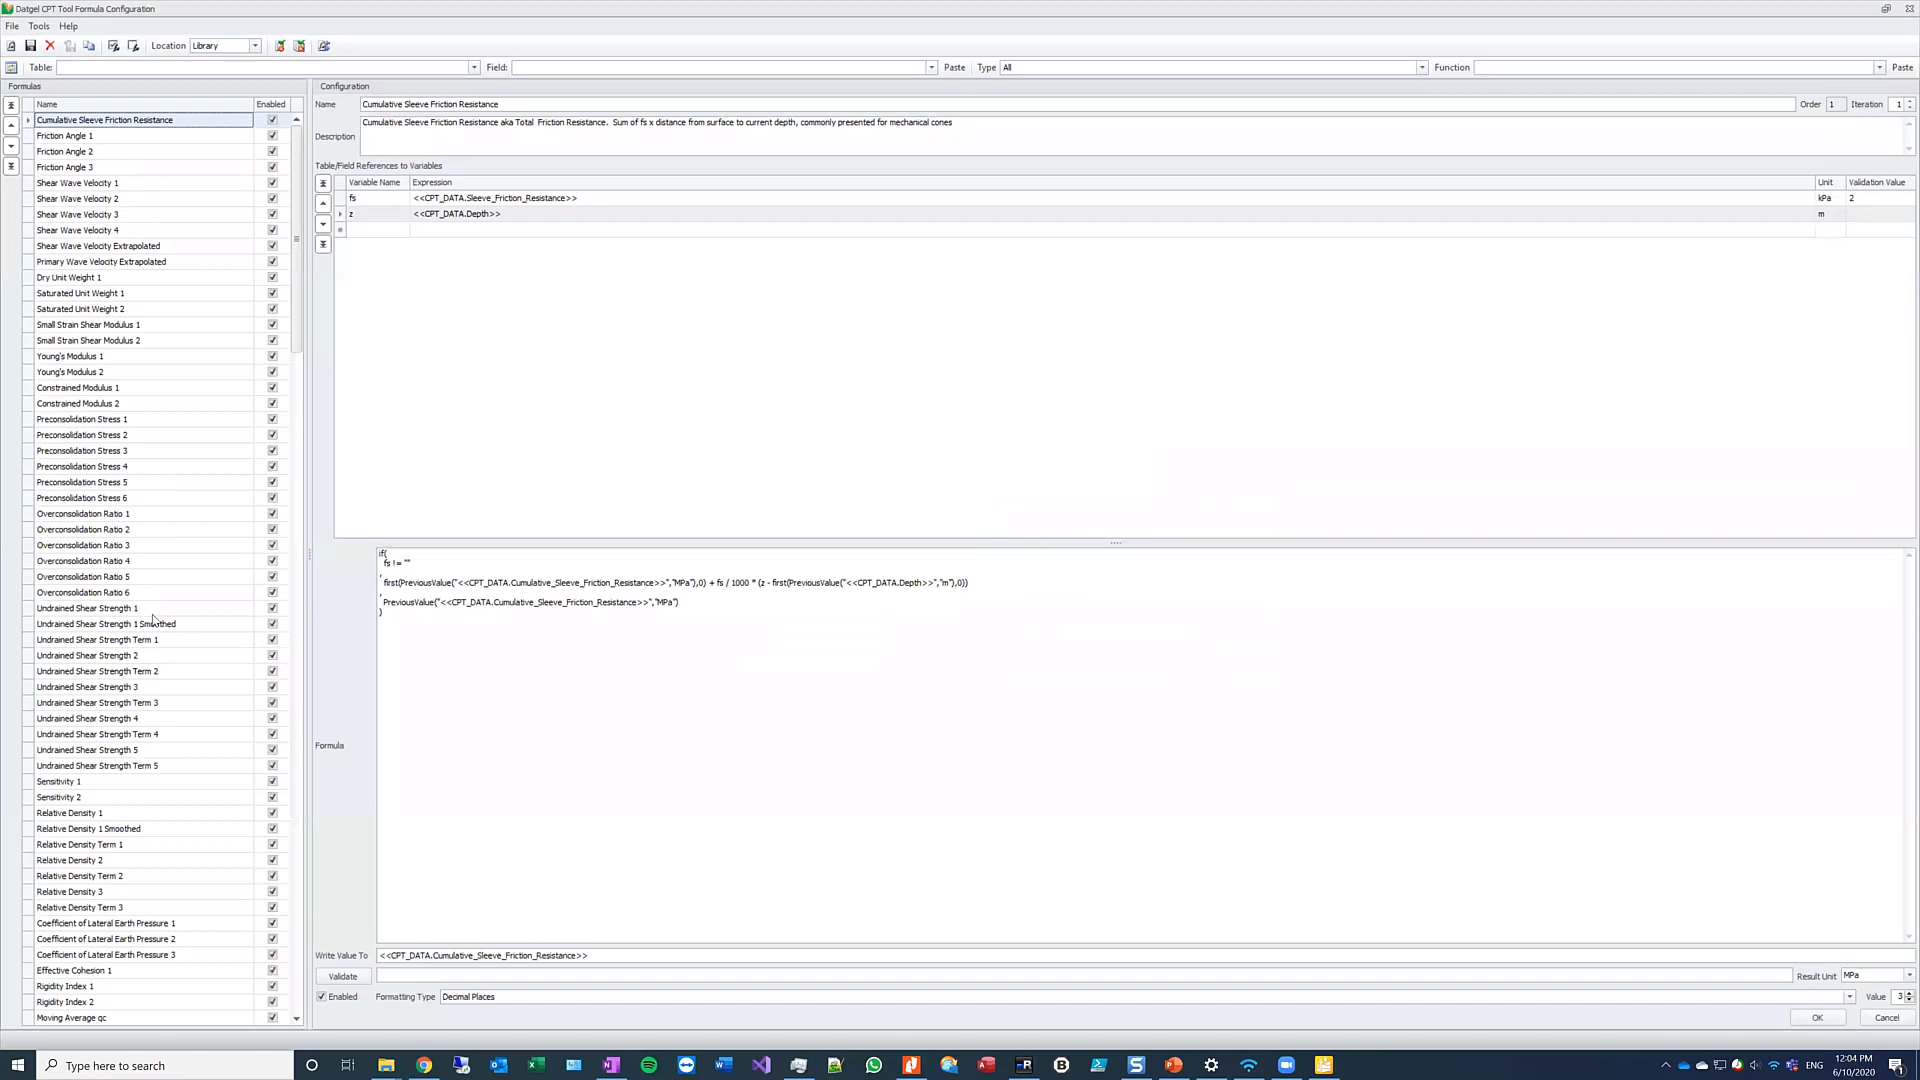 Datgel CPT Tool Formula Configuration
File Tools Help
Location Library
Table: Field: Paste Type All Function Paste
Formulas
Name Enabled
Cumulative Sleeve Friction Resistance
Friction Angle 1
Friction Angle 2
Friction Angle 3
Shear Wave Velocity 1
Shear Wave Velocity 2
Shear Wave Velocity 3
Shear Wave Velocity 4
Shear Wave Velocity Extrapolated
Primary Wave Velocity Extrapolated
Dry Unit Weight 1
Saturated Unit Weight 1
Saturated Unit Weight 2
Small Strain Shear Modulus 1
Small Strain Shear Modulus 2
Young's Modulus 1
Young's Modulus 2
Constrained Modulus 1
Constrained Modulus 2
Preconsolidation Stress 1
Preconsolidation Stress 2
Preconsolidation Stress 3
Preconsolidation Stress 4
Preconsolidation Stress 5
Preconsolidation Stress 6
Overconsolidation Ratio 1
Overconsolidation Ratio 2
Overconsolidation Ratio 3
Overconsolidation Ratio 4
Overconsolidation Ratio 5
Overconsolidation Ratio 6
Undrained Shear Strength 1
Undrained Shear Strength 1 Smoothed
Undrained Shear Strength Term 1
Undrained Shear Strength 2
Undrained Shear Strength Term 2
Undrained Shear Strength 3
Undrained Shear Strength Term 3
Undrained Shear Strength 4
Undrained Shear Strength Term 4
Undrained Shear Strength 5
Undrained Shear Strength Term 5
Sensitivity 1
Sensitivity 2
Relative Density 1
Relative Density 1 Smoothed
Relative Density Term 1
Relative Density 2
Relative Density Term 2
Relative Density 3
Relative Density Term 3
Coefficient of Lateral Earth Pressure 1
Coefficient of Lateral Earth Pressure 2
Coefficient of Lateral Earth Pressure 3
Effective Cohesion 1
Rigidity Index 1
Rigidity Index 2
Moving Average qc
Configuration
Name Cumulative Sleeve Friction Resistance Order 1 Iteration 1
Description Cumulative Sleeve Friction Resistance aka Total Friction Resistance. Sum of fs x distance from surface to current depth, commonly presented for mechanical cones
Table/Field References to Variables
Variable Name Expression Unit Validation Value
fs <<CPT_DATA.Sleeve_Friction_Resistance>> kPa 2
z <<CPT_DATA.Depth>> m
Formula
if(
fs != ""
,
first(PreviousValue("<<CPT_DATA.Cumulative_Sleeve_Friction_Resistance>>","MPa"),0) + fs / 1000 * (z - first(PreviousValue("<<CPT_DATA.Depth>>","m"),0))
,
PreviousValue("<<CPT_DATA.Cumulative_Sleeve_Friction_Resistance>>","MPa")
)
Write Value To <<CPT_DATA.Cumulative_Sleeve_Friction_Resistance>>
Validate Result Unit MPa
Enabled Formatting Type Decimal Places Value 3
OK Cancel
Type here to search
ENG
12:04 PM
6/10/2020